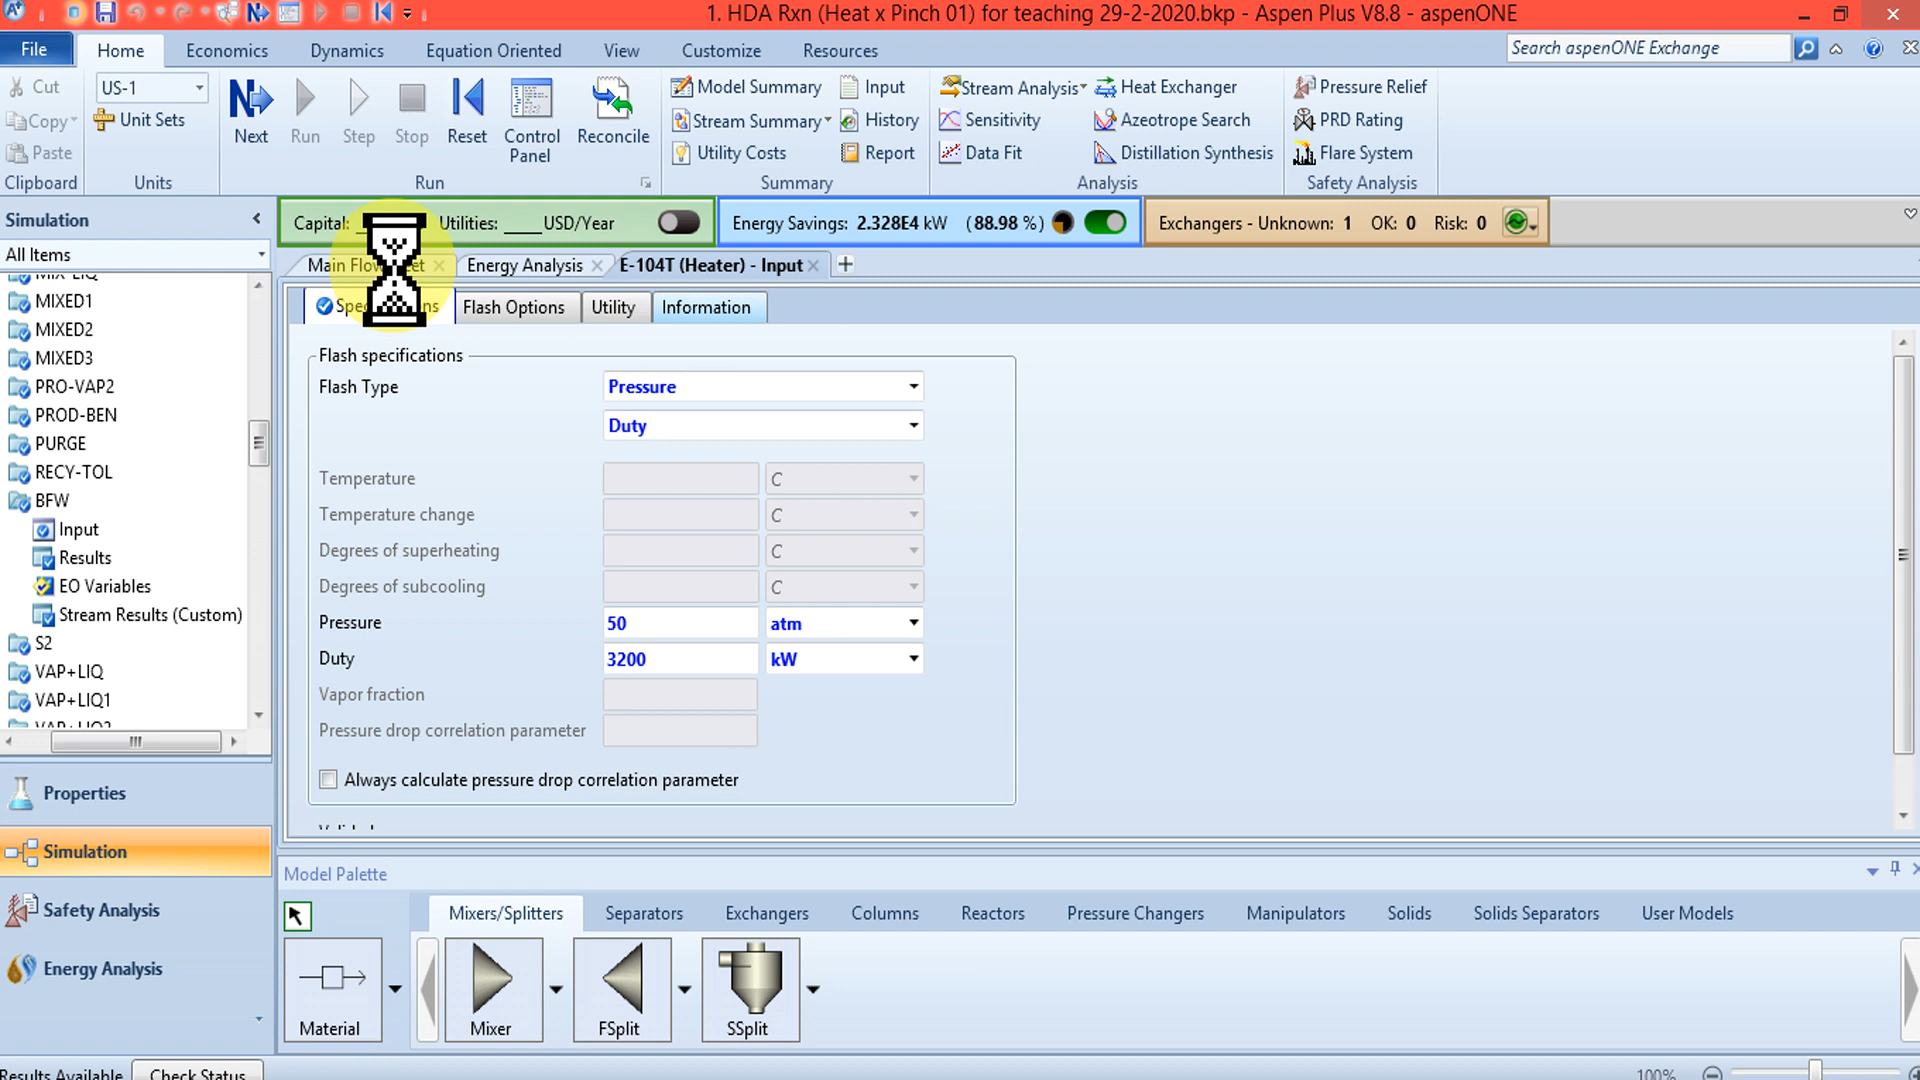 1. HDA Rxn (Heat x Pinch 01) for teaching 29-2-2020.bkp - Aspen Plus V8.8 - aspenONE
File Home Economics Dynamics Equation Oriented View Customize Resources Search aspenONE Exchange
Cut US-1 Model Summary Input Stream Analysis Heat Exchanger Pressure Relief
Copy Unit Sets Stream Summary History Sensitivity Azeotrope Search PRD Rating
Next Run Step Stop Reset Control Panel Reconcile
Paste Utility Costs Report Data Fit Distillation Synthesis Flare System
Clipboard Units Run Summary Analysis Safety Analysis
Simulation
Capital: Utilities: ____ USD/Year Energy Savings: 2.328E4 kW (88.98 %) Exchangers - Unknown: 1 OK: 0 Risk: 0
All Items
Main Energy Analysis E-104T (Heater) - Input
Flash Options Utility Information
MIX-LIQ
MIXED1
MIXED2
MIXED3
PRO-VAP2
PROD-BEN
PURGE
RECY-TOL
BFW
Input
Results
EO Variables
Stream Results (Custom)
S2
VAP+LIQ
VAP+LIQ1
Flash specifications
Flash Type Pressure
Duty
Temperature C
Temperature change C
Degrees of superheating C
Degrees of subcooling C
Pressure 50 atm
Duty 3200 kW
Vapor fraction
Pressure drop correlation parameter
Always calculate pressure drop correlation parameter
Properties
Simulation
Safety Analysis
Energy Analysis
Model Palette
Mixers/Splitters Separators Exchangers Columns Reactors Pressure Changers Manipulators Solids Solids Separators User Models
Material Mixer FSplit SSplit
Results Available Check Status 100%